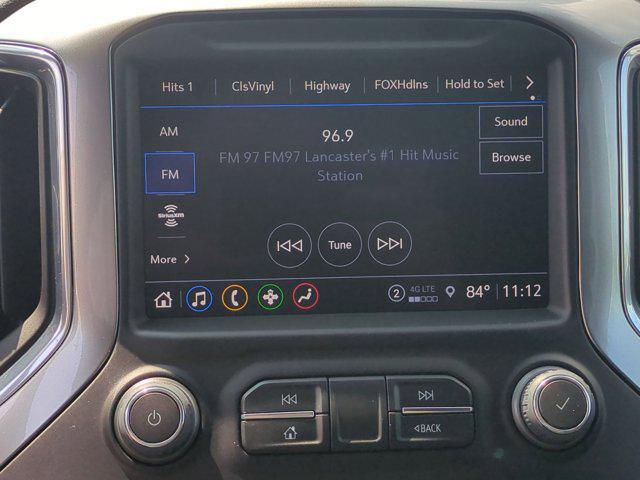 Hits 1 ClsVinyl Highway FOXHdlns Hold to Set
AM
96.9
Sound
FM 97 FM97 Lancaster's #1 Hit Music
Station
Browse
FM
SiriusXM
Tune
More
2 4G LTE 84° 11:12
BACK